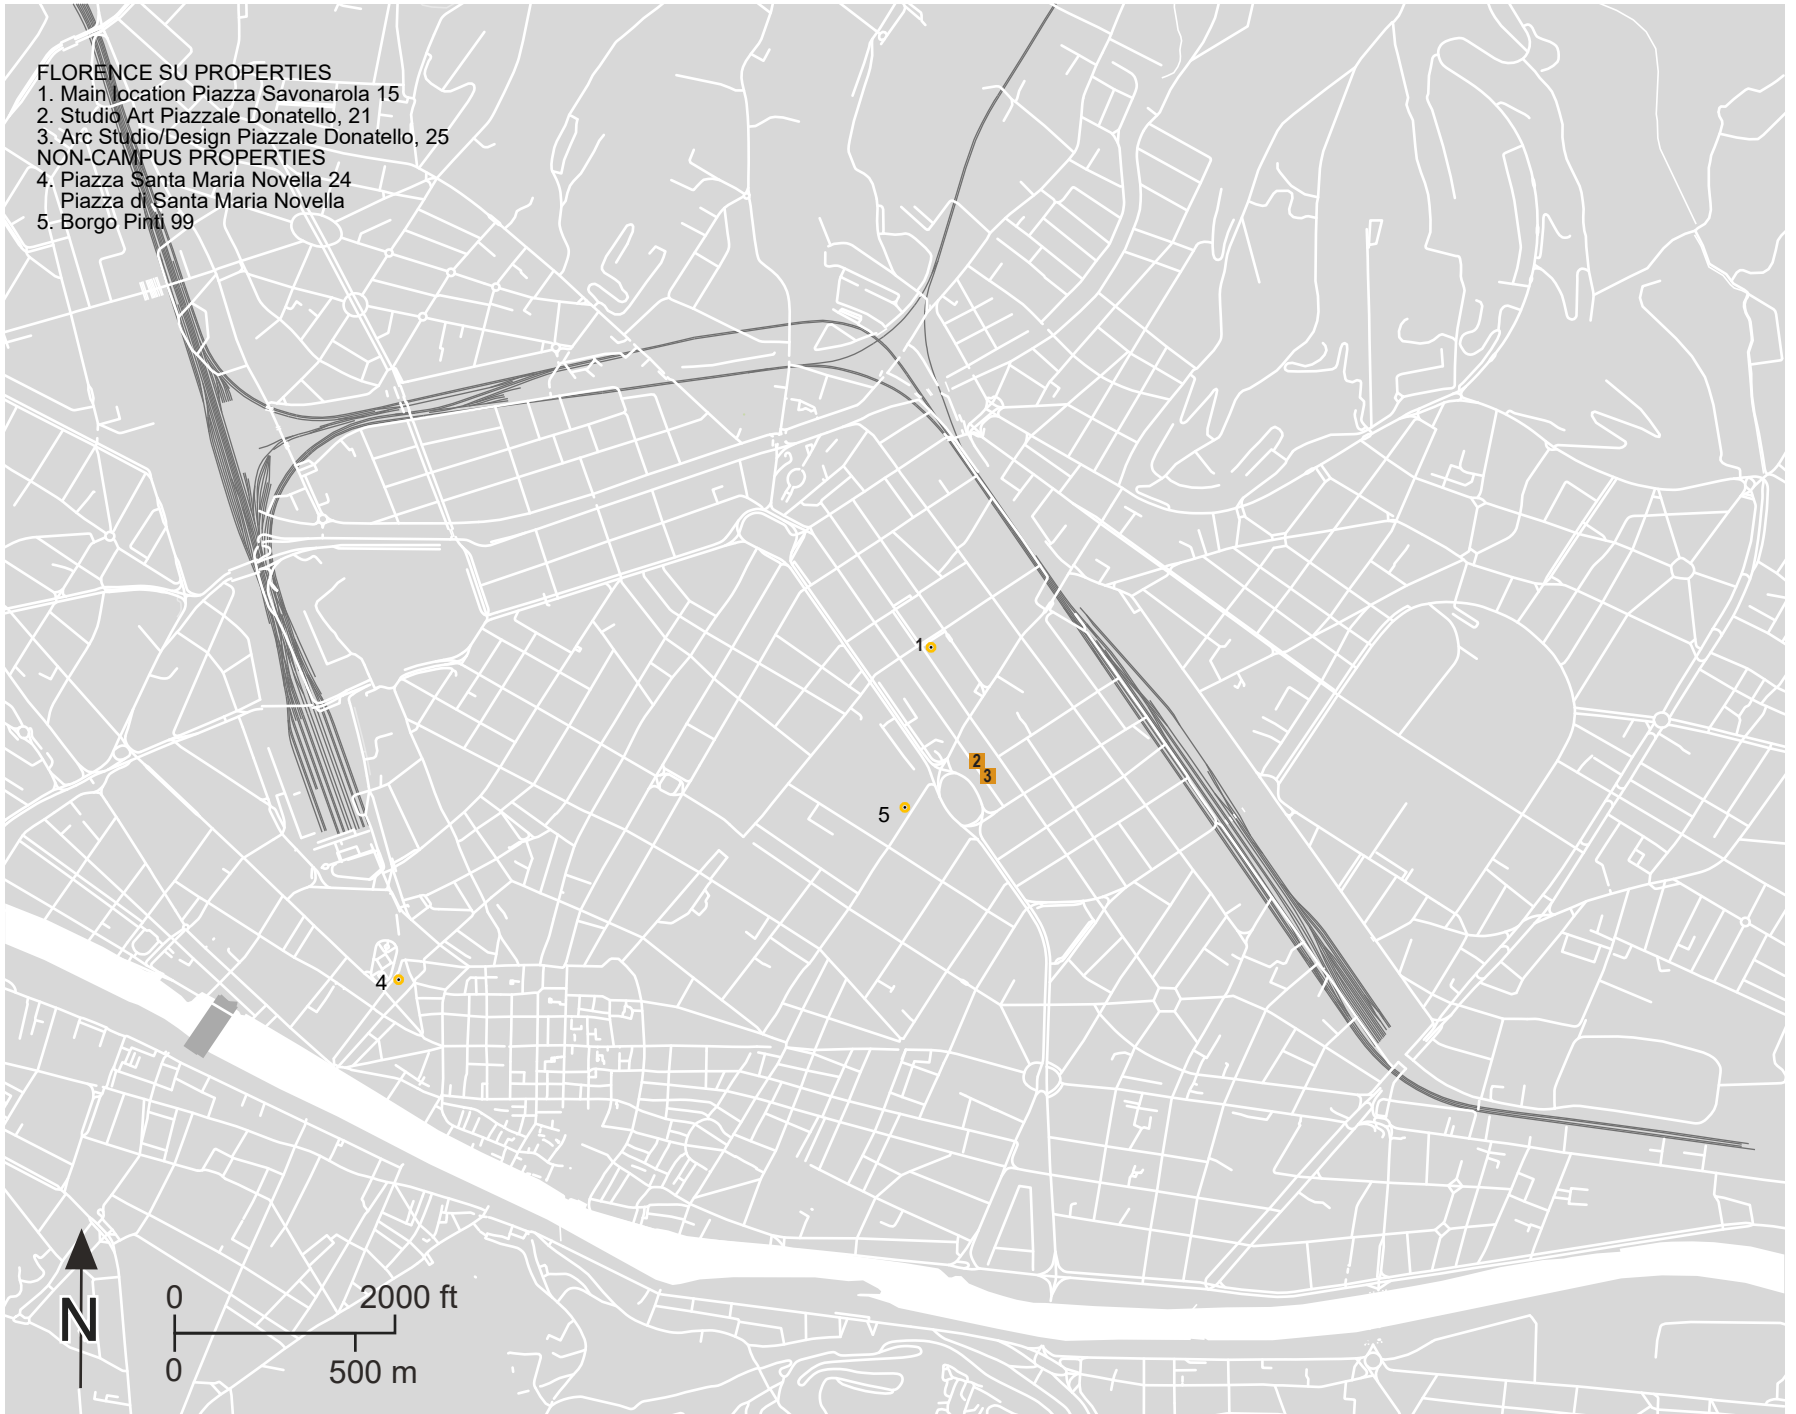 FLORENCE SU PROPERTIES
1. Main location Piazza Savonarola 15
2. Studio Art Piazzale Donatello, 21
3. Arc Studio/Design Piazzale Donatello, 25
NON-CAMPUS PROPERTIES
4. Piazza Santa Maria Novella 24
Piazza di Santa Maria Novella
5. Borgo Pinti 99
1
2
3
5
4
N
0 2000 ft
0 500 m